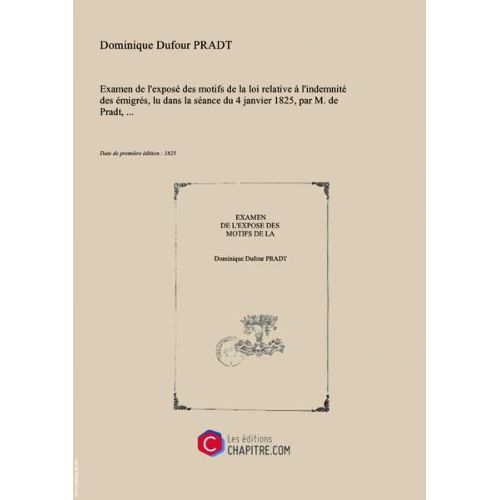 Dominique Dufour PRADT
Examen de l'exposé des motifs de la loi relative à l'indemnité
des émigrés, lu dans la séance du 4 janvier 1825, par M. de
Pradt, ...
Date de première édition : 1825
EXAMEN
DE L'EXPOSE DES
MOTIFS DE LA
Dominique Dufour PRADT
C
Les éditions
CHAPITRE.COM